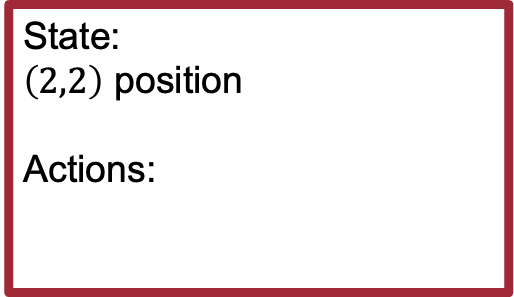 State:
(2,2) position
Actions: